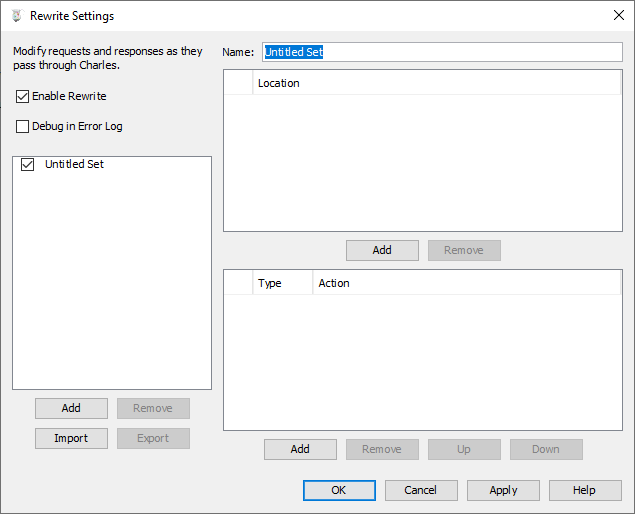 Rewrite Settings
Modify requests and responses as they
pass through Charles.
Enable Rewrite
Debug in Error Log
Untitled Set
Add
Remove
Import
Export
Name:
Untitled Set
Location
Add
Remove
Type
Action
Add
Remove
Up
Down
OK
Cancel
Apply
Help